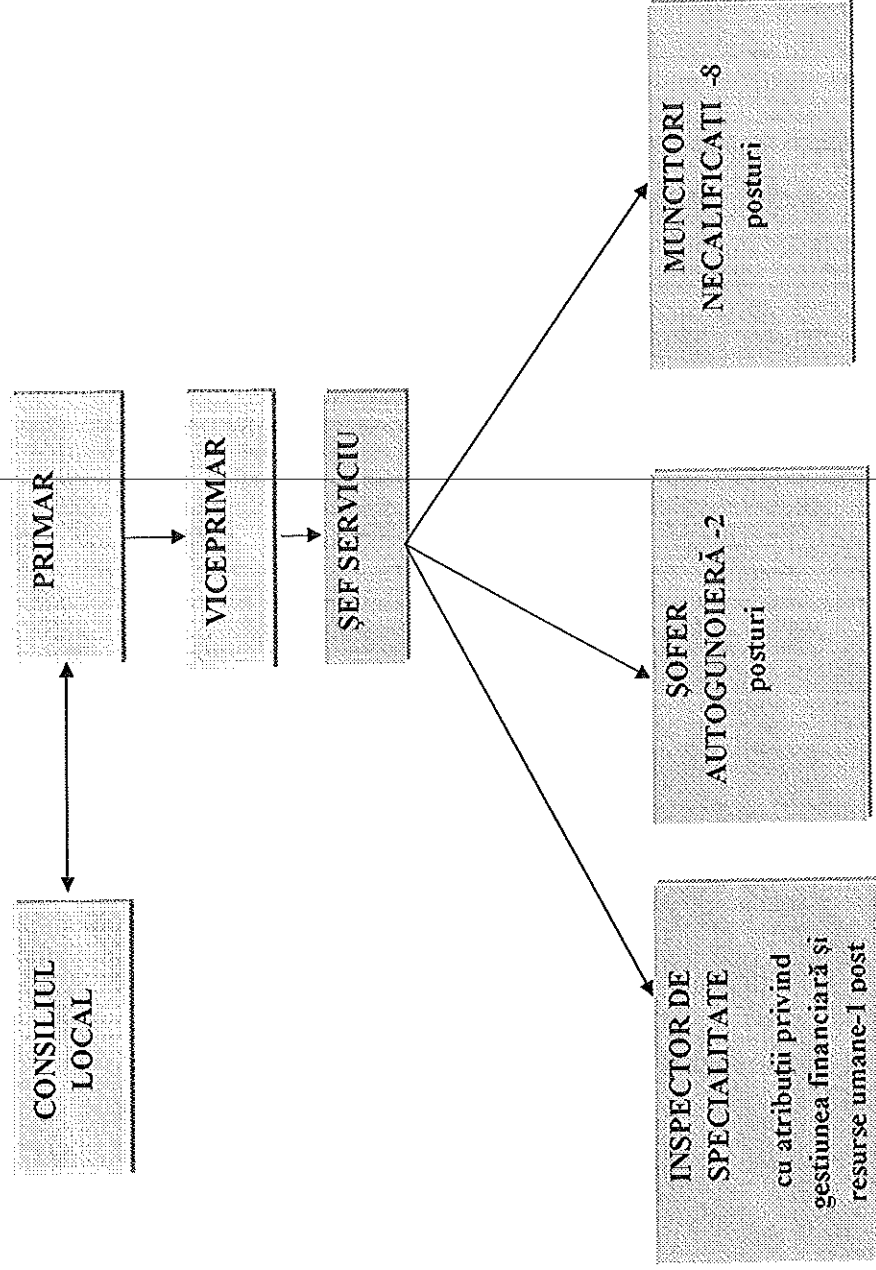 CONSILIUL
LOCAL
PRIMAR
VICEPRIMAR
ŞEF SERVICIU
INSPECTOR DE
SPECIALITATE
cu atribuţii privind
gestiunea financiară şi
resurse umane-1 post
ŞOFER
AUTOGUNOIERĂ -2
posturi
MUNCITORI
NECALIFICAŢI -8
posturi